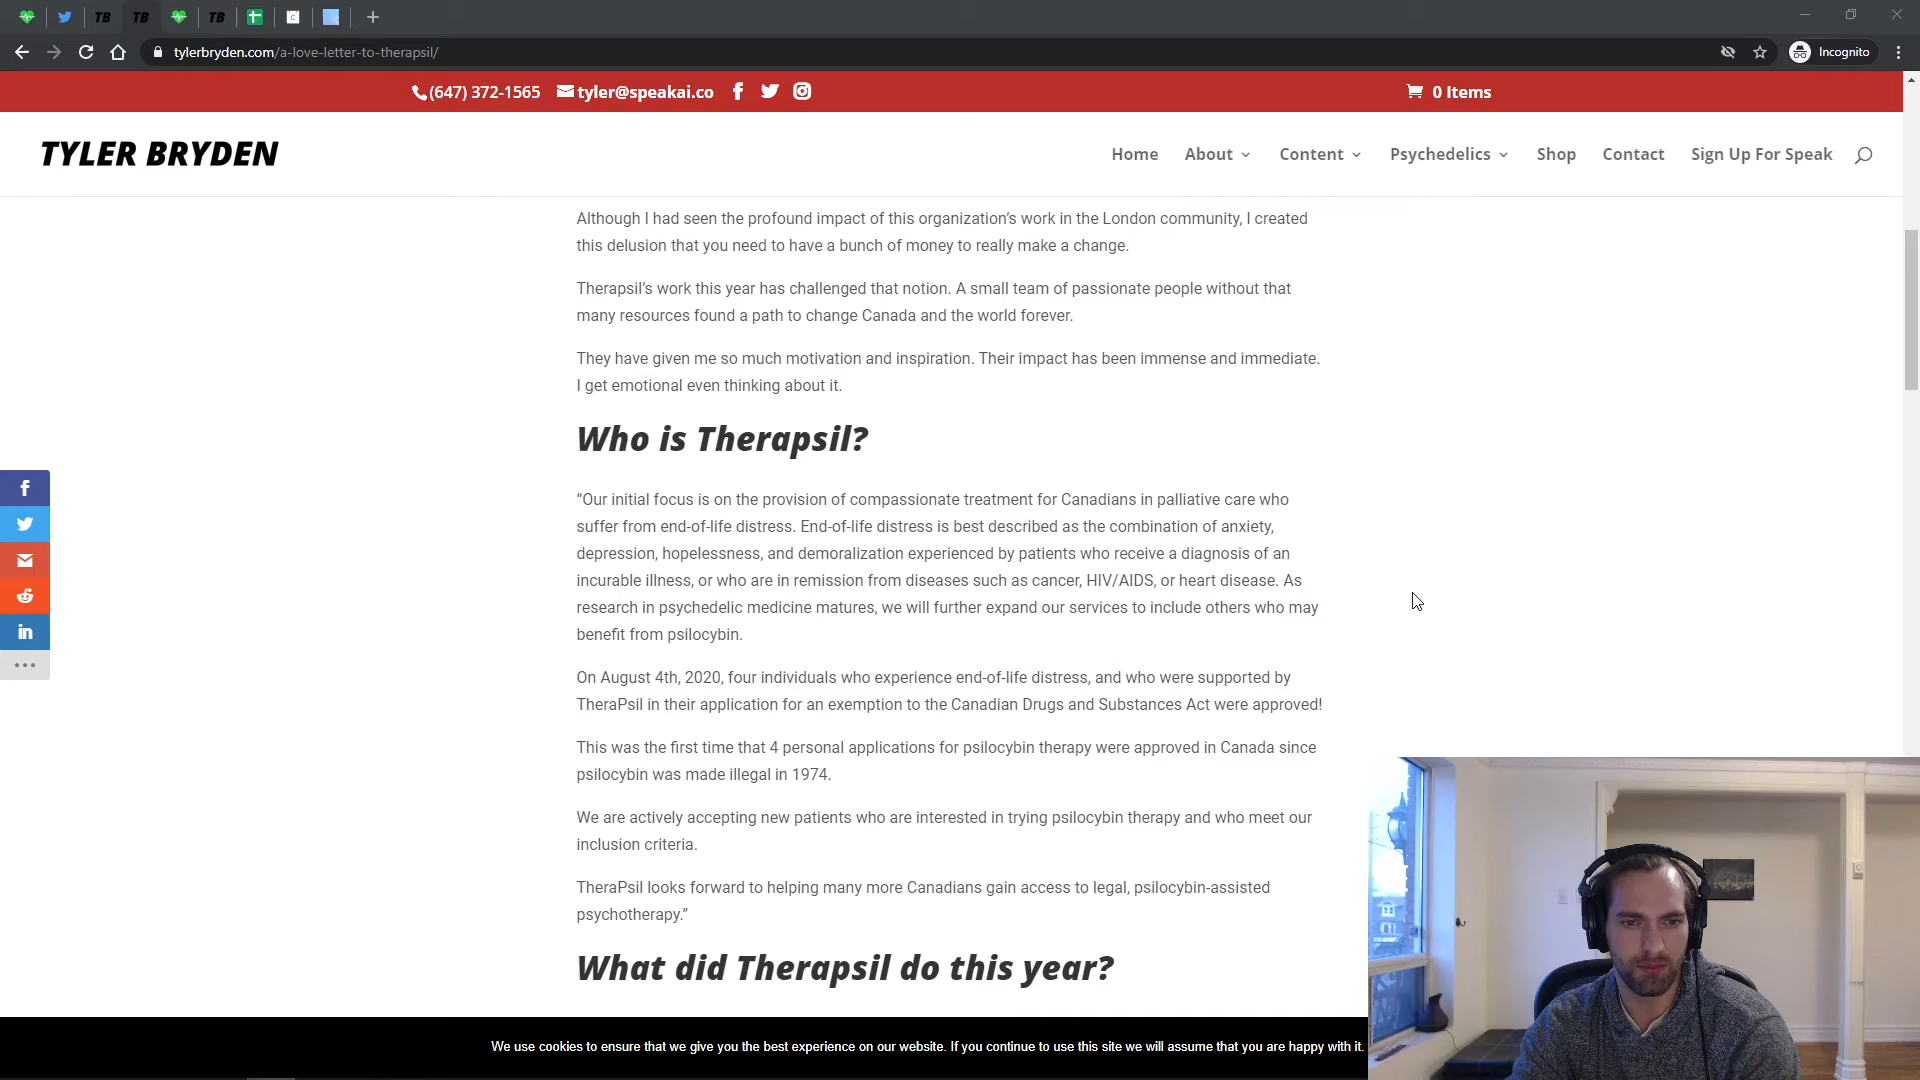 TB
TB
TB
tylerbryden.com/a-love-letter-to-therapsil/
Incognito
(647) 372-1565
tyler@speakai.co
0 Items
TYLER BRYDEN
Home
About
Content
Psychedelics
Shop
Contact
Sign Up For Speak
Although I had seen the profound impact of this organization’s work in the London community, I created
this delusion that you need to have a bunch of money to really make a change.
Therapsil’s work this year has challenged that notion. A small team of passionate people without that
many resources found a path to change Canada and the world forever.
They have given me so much motivation and inspiration. Their impact has been immense and immediate.
I get emotional even thinking about it.
Who is Therapsil?
“Our initial focus is on the provision of compassionate treatment for Canadians in palliative care who
suffer from end-of-life distress. End-of-life distress is best described as the combination of anxiety,
depression, hopelessness, and demoralization experienced by patients who receive a diagnosis of an
incurable illness, or who are in remission from diseases such as cancer, HIV/AIDS, or heart disease. As
research in psychedelic medicine matures, we will further expand our services to include others who may
benefit from psilocybin.
On August 4th, 2020, four individuals who experience end-of-life distress, and who were supported by
TheraPsil in their application for an exemption to the Canadian Drugs and Substances Act were approved!
This was the first time that 4 personal applications for psilocybin therapy were approved in Canada since
psilocybin was made illegal in 1974.
We are actively accepting new patients who are interested in trying psilocybin therapy and who meet our
inclusion criteria.
TheraPsil looks forward to helping many more Canadians gain access to legal, psilocybin-assisted
psychotherapy.”
What did Therapsil do this year?
We use cookies to ensure that we give you the best experience on our website. If you continue to use this site we will assume that you are happy with it.